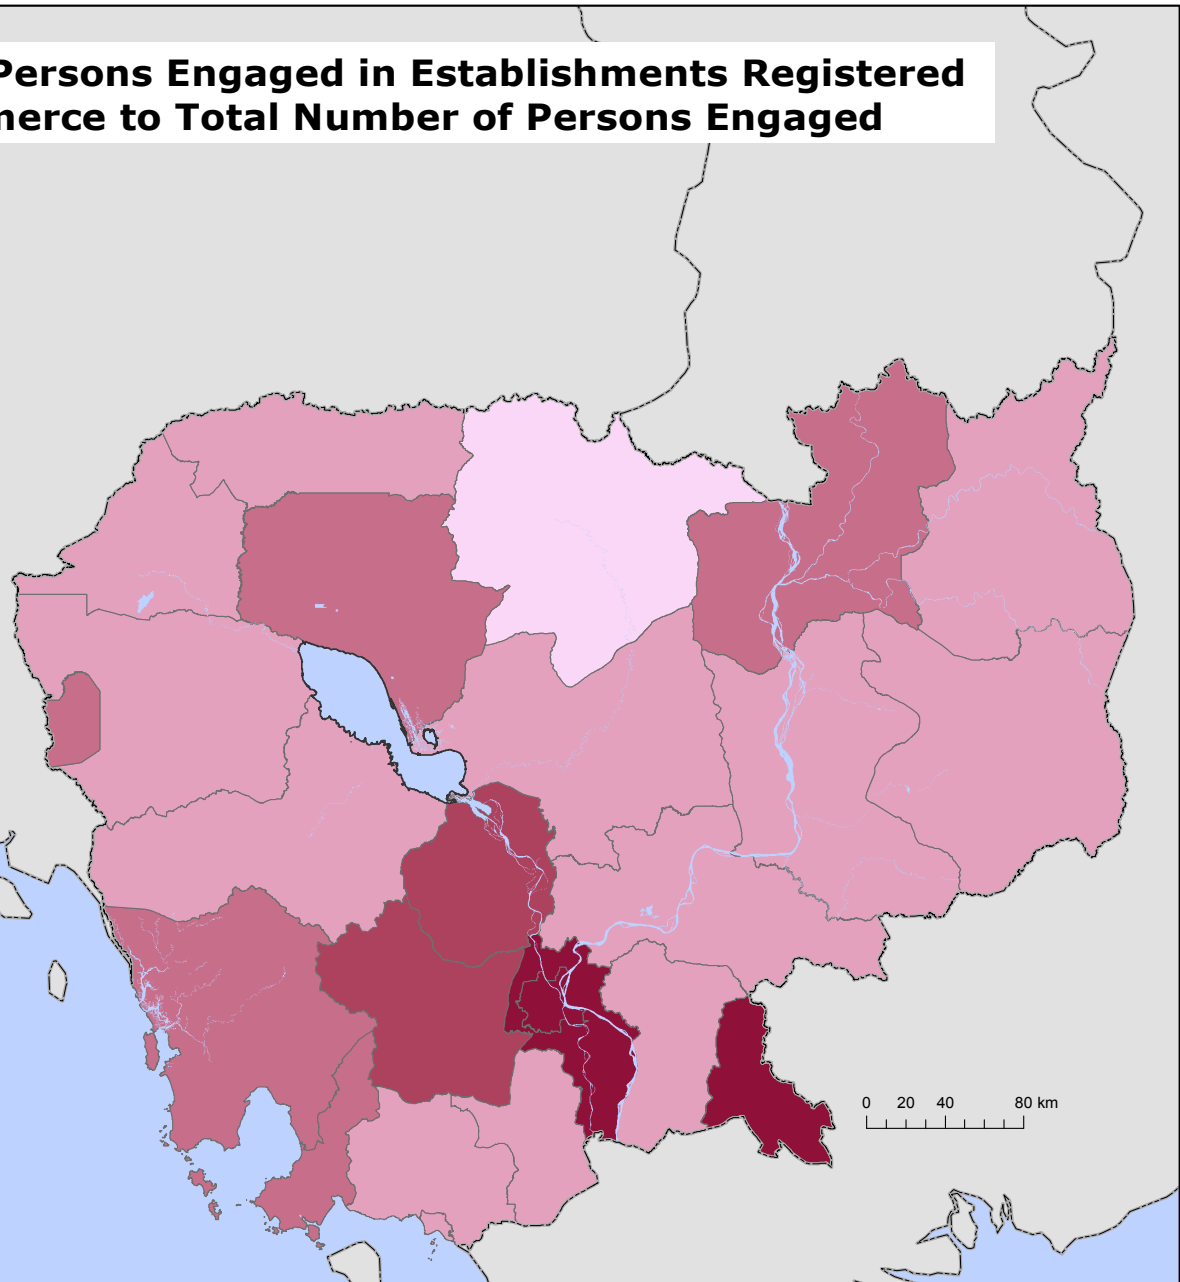 Persons Engaged in Establishments Registered
merce to Total Number of Persons Engaged
0 20 40 80 km